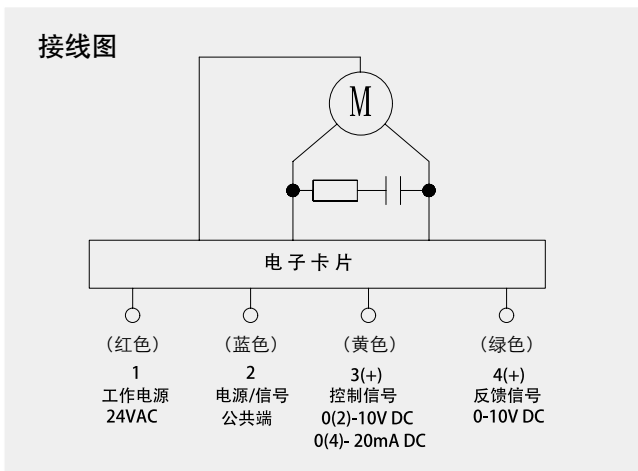 接线图
M
电子卡片
（红色） （蓝色） （黄色） （绿色）
1 2 3(+) 4(+)
工作电源 电源/信号 控制信号 反馈信号
24VAC 公共端 0(2)-10V DC 0-10V DC
0(4)- 20mA DC